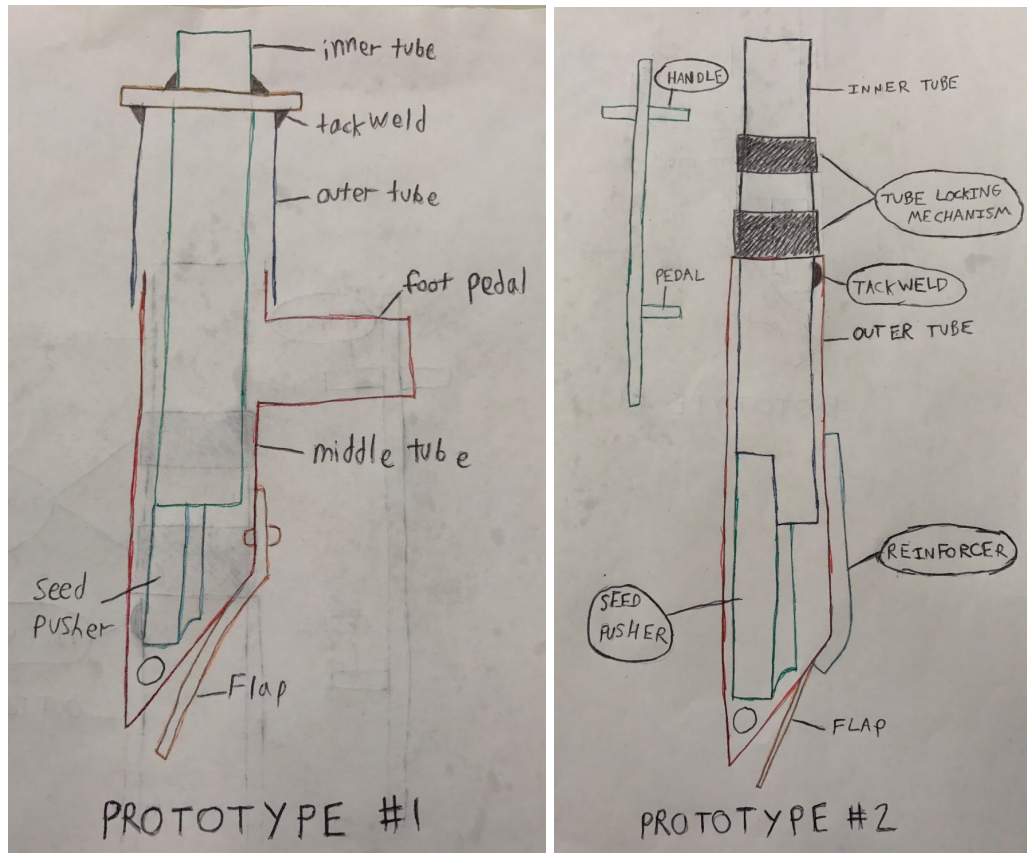 inner tube
tackweld
outer tube
foot pedal
middle tube
seed
pusher
Flap
PROTOTYPE #1
HANDLE
INNER TUBE
TUBE LOCKING
MECHANISM
PEDAL
TACKWELD
OUTER TUBE
REINFORCER
SEED
PUSHER
FLAP
PROTOTYPE #2